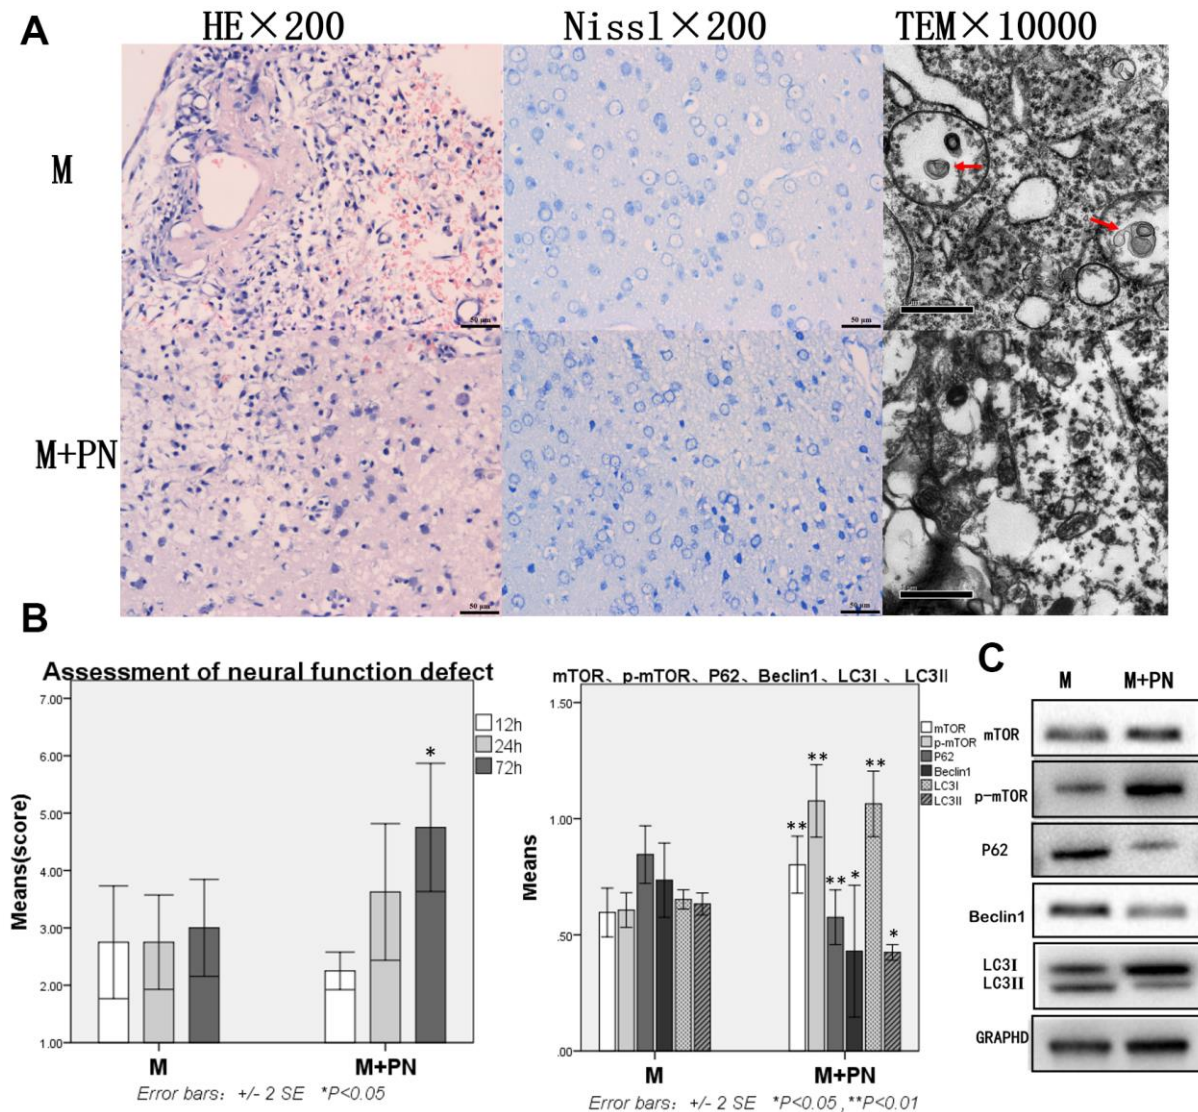 A
HE×200
Nissl×200
TEM×10000
M
50 μm
50 μm
M+PN
50 μm
50 μm
B
Assessment of neural function defect
7.00
6.00
5.00
4.00
3.00
2.00
1.00
Means(score)
12h
24h
72h
*
M
M+PN
Error bars: +/- 2 SE *P<0.05
mTOR、p-mTOR、P62、Beclin1、LC3I 、 LC3II
1.50
1.00
.50
.00
Means
mTOR
p-mTOR
P62
Beclin1
LC3I
LC3II
**
**
**
*
**
*
M
M+PN
Error bars: +/- 2 SE *P<0.05 ,**P<0.01
C
M
M+PN
mTOR
p-mTOR
P62
Beclin1
LC3I
LC3II
GRAPHD